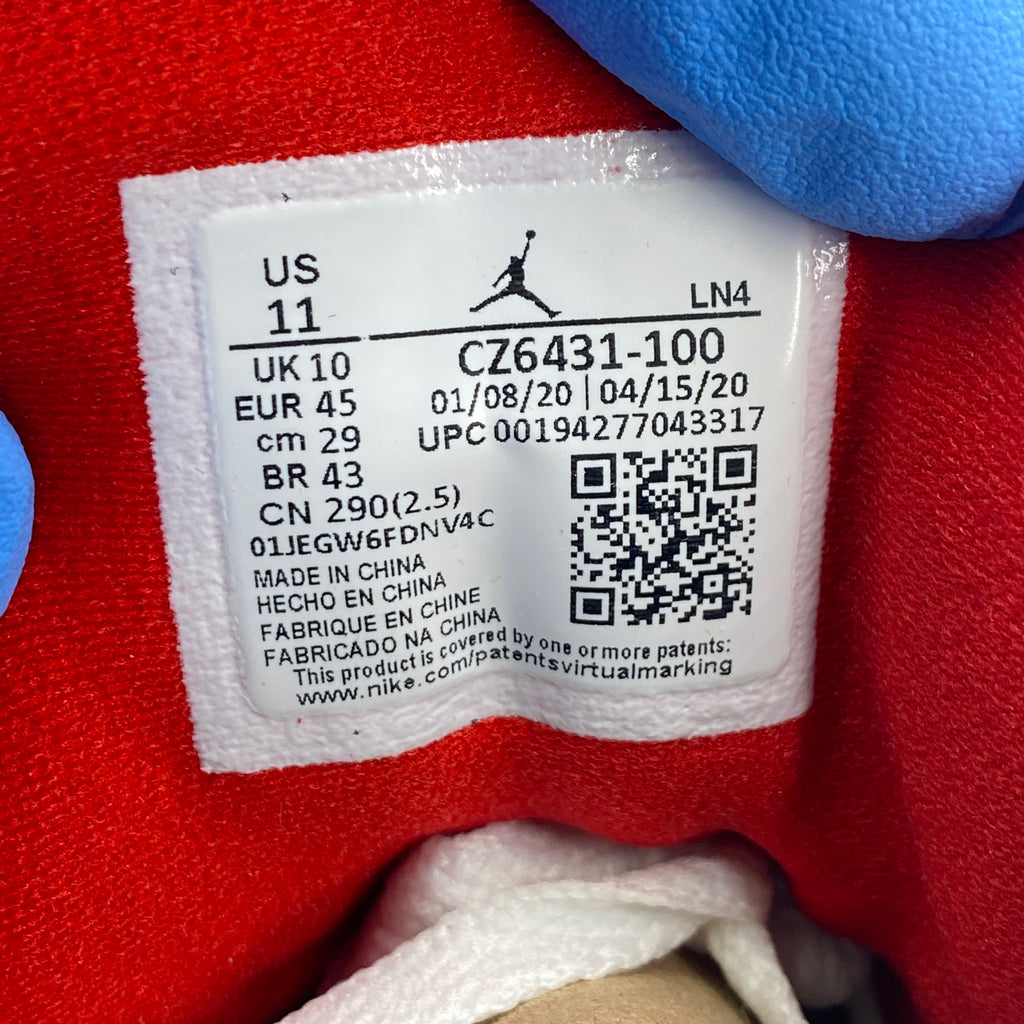 US
11
LN4
UK 10
EUR 45
cm 29
BR 43
CN 290(2.5)
01JEGW6FDNV4C
CZ6431-100
01/08/20 | 04/15/20
UPC 00194277043317
MADE IN CHINA
HECHO EN CHINA
FABRIQUE EN CHINE
FABRICADO NA CHINA
This product is covered by one or more patents:
www.nike.com/patentsvirtualmarking